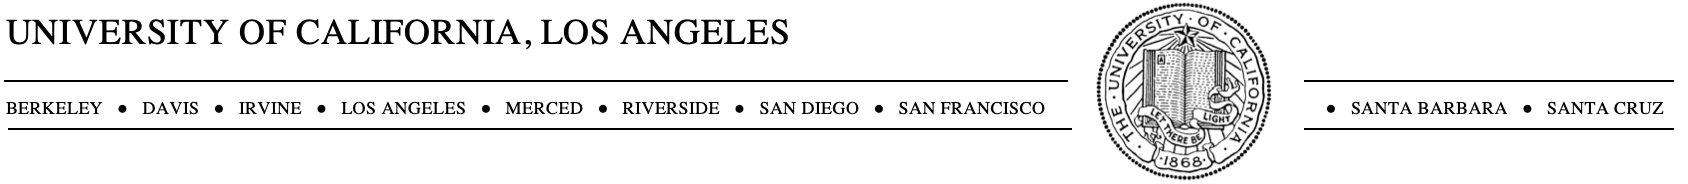 UNIVERSITY OF CALIFORNIA, LOS ANGELES
BERKELEY ● DAVIS ● IRVINE ● LOS ANGELES ● MERCED ● RIVERSIDE ● SAN DIEGO ● SAN FRANCISCO ● SANTA BARBARA ● SANTA CRUZ
· THE · UNIVERSITY · OF · CALIFORNIA ·
A
LET THERE BE LIGHT
·1868·